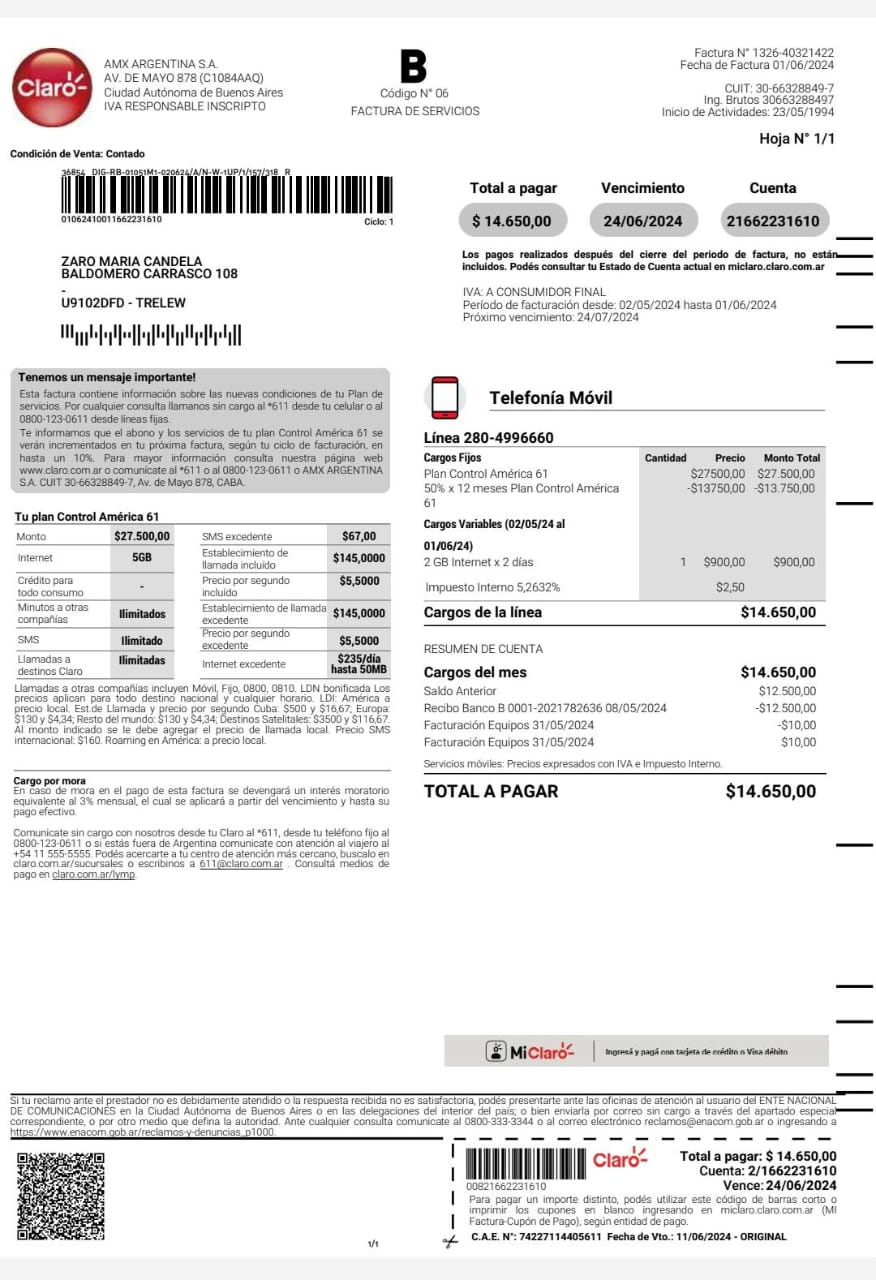 Claro
AMX ARGENTINA S.A.
AV. DE MAYO 878 (C1084AAQ)
Ciudad Autónoma de Buenos Aires
IVA RESPONSABLE INSCRIPTO
B
Código N° 06
FACTURA DE SERVICIOS
Factura N° 1326-40321422
Fecha de Factura 01/06/2024
CUIT: 30-66328849-7
Ing. Brutos 30663288497
Inicio de Actividades: 23/05/1994
Hoja N° 1/1
Condición de Venta: Contado
36854 DIG-RB-01051M1-020624/A/N-W-1UP/1/157/318 R
01062410011662231610
Ciclo: 1
Total a pagar Vencimiento Cuenta
$ 14.650,00 24/06/2024 21662231610
Los pagos realizados después del cierre del periodo de factura, no están
incluidos. Podés consultar tu Estado de Cuenta actual en miclaro.claro.com.ar
ZARO MARIA CANDELA
BALDOMERO CARRASCO 108
-
U9102DFD - TRELEW
IVA: A CONSUMIDOR FINAL
Período de facturación desde: 02/05/2024 hasta 01/06/2024
Próximo vencimiento: 24/07/2024
Tenemos un mensaje importante!
Esta factura contiene información sobre las nuevas condiciones de tu Plan de
servicios. Por cualquier consulta llamanos sin cargo al *611 desde tu celular o al
0800-123-0611 desde líneas fijas.
Te informamos que el abono y los servicios de tu plan Control América 61 se
verán incrementados en tu próxima factura, según tu ciclo de facturación, en
hasta un 10%. Para mayor información consulta nuestra página web
www.claro.com.ar o comunícate al *611 o al 0800-123-0611 o AMX ARGENTINA
S.A. CUIT 30-66328849-7, Av. de Mayo 878, CABA.
Tu plan Control América 61
Monto $27.500,00 SMS excedente $67,00
Internet 5GB Establecimiento de
llamada incluído $145,0000
Crédito para
todo consumo - Precio por segundo
incluído $5,5000
Minutos a otras
compañías Ilimitados Establecimiento de llamada
excedente $145,0000
SMS Ilimitado Precio por segundo
excedente $5,5000
Llamadas a
destinos Claro Ilimitadas Internet excedente $235/día
hasta 50MB
Llamadas a otras compañías incluyen Móvil, Fijo, 0800, 0810. LDN bonificada Los
precios aplican para todo destino nacional y cualquier horario. LDI: América a
precio local. Est.de Llamada y precio por segundo Cuba: $500 y $16,67; Europa:
$130 y $4,34; Resto del mundo: $130 y $4,34; Destinos Satelitales: $3500 y $116,67.
Al monto indicado se le debe agregar el precio de llamada local. Precio SMS
internacional: $160. Roaming en América: a precio local.
Cargo por mora
En caso de mora en el pago de esta factura se devengará un interés moratorio
equivalente al 3% mensual, el cual se aplicará a partir del vencimiento y hasta su
pago efectivo.
Comunicate sin cargo con nosotros desde tu Claro al *611, desde tu teléfono fijo al
0800-123-0611 o si estás fuera de Argentina comunicate con atención al viajero al
+54 11 555-5555. Podés acercarte a tu centro de atención más cercano, buscalo en
claro.com.ar/sucursales o escribinos a 611@claro.com.ar . Consultá medios de
pago en claro.com.ar/lymp.
Telefonía Móvil
Línea 280-4996660
Cargos Fijos Cantidad Precio Monto Total
Plan Control América 61 $27500,00 $27.500,00
50% x 12 meses Plan Control América -$13750,00 -$13.750,00
61
Cargos Variables (02/05/24 al
01/06/24)
2 GB Internet x 2 días 1 $900,00 $900,00
Impuesto Interno 5,2632% $2,50
Cargos de la línea $14.650,00
RESUMEN DE CUENTA
Cargos del mes $14.650,00
Saldo Anterior $12.500,00
Recibo Banco B 0001-2021782636 08/05/2024 -$12.500,00
Facturación Equipos 31/05/2024 -$10,00
Facturación Equipos 31/05/2024 $10,00
Servicios móviles: Precios expresados con IVA e Impuesto Interno.
TOTAL A PAGAR $14.650,00
MiClaro Ingresá y pagá con tarjeta de crédito o Visa débito
Si tu reclamo ante el prestador no es debidamente atendido o la respuesta recibida no es satisfactoria, podés presentarte ante las oficinas de atención al usuario del ENTE NACIONAL
DE COMUNICACIONES en la Ciudad Autónoma de Buenos Aires o en las delegaciones del interior del país; o bien enviarla por correo sin cargo a través del apartado especial
correspondiente, o por otro medio que defina la autoridad. Ante cualquier consulta comunicate al 0800-333-3344 o al correo electrónico reclamos@enacom.gob.ar o ingresando a
https://www.enacom.gob.ar/reclamos-y-denuncias_p1000.
1/1
00821662231610
Claro
Total a pagar: $ 14.650,00
Cuenta: 2/1662231610
Vence: 24/06/2024
Para pagar un importe distinto, podés utilizar este código de barras corto o
imprimir los cupones en blanco ingresando en miclaro.claro.com.ar (MI
Factura-Cupón de Pago), según entidad de pago.
C.A.E. N°: 74227114405611 Fecha de Vto.: 11/06/2024 - ORIGINAL